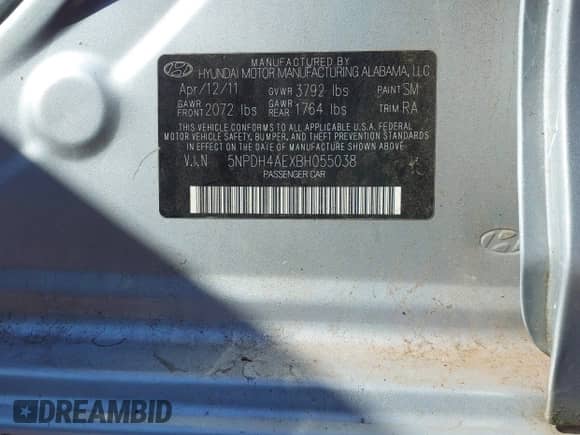 MANUFACTURED BY
HYUNDAI MOTOR MANUFACTURING ALABAMA, LLC
Apr/12/11 GVWR 3792 lbs PAINT SM
GAWR FRONT 2072 lbs GAWR REAR 1764 lbs TRIM RA
THIS VEHICLE CONFORMS TO ALL APPLICABLE U.S.A. FEDERAL
MOTOR VEHICLE SAFETY, BUMPER, AND THEFT PREVENTION STANDARDS
IN EFFECT ON THE DATE OF MANUFACTURE SHOWN ABOVE.
V.I.N 5NPDH4AEXBH055038
PASSENGER CAR
DREAMBID